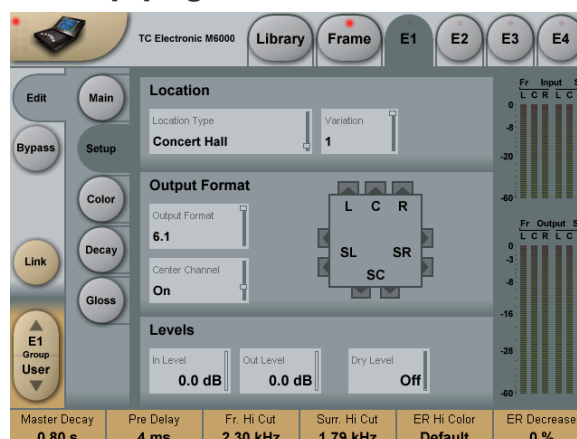 TC Electronic M6000
Library
Frame
E1
E2
E3
E4
Edit
Bypass
Link
E1
Group
User
Main
Setup
Color
Decay
Gloss
Location
Location Type
Concert Hall
Variation
1
Output Format
Output Format
6.1
Center Channel
On
L C R
SL SR
SC
Levels
In Level
0.0 dB
Out Level
0.0 dB
Dry Level
Off
Fr Input S
L C R L C
0
-8
-20
-60
Fr Output S
L C R L C
0
-3
-8
-16
-28
-60
Master Decay
0.80 s
Pre Delay
4 ms
Fr. Hi Cut
2.30 kHz
Surr. Hi Cut
1.79 kHz
ER Hi Color
Default
ER Decrease
0 %